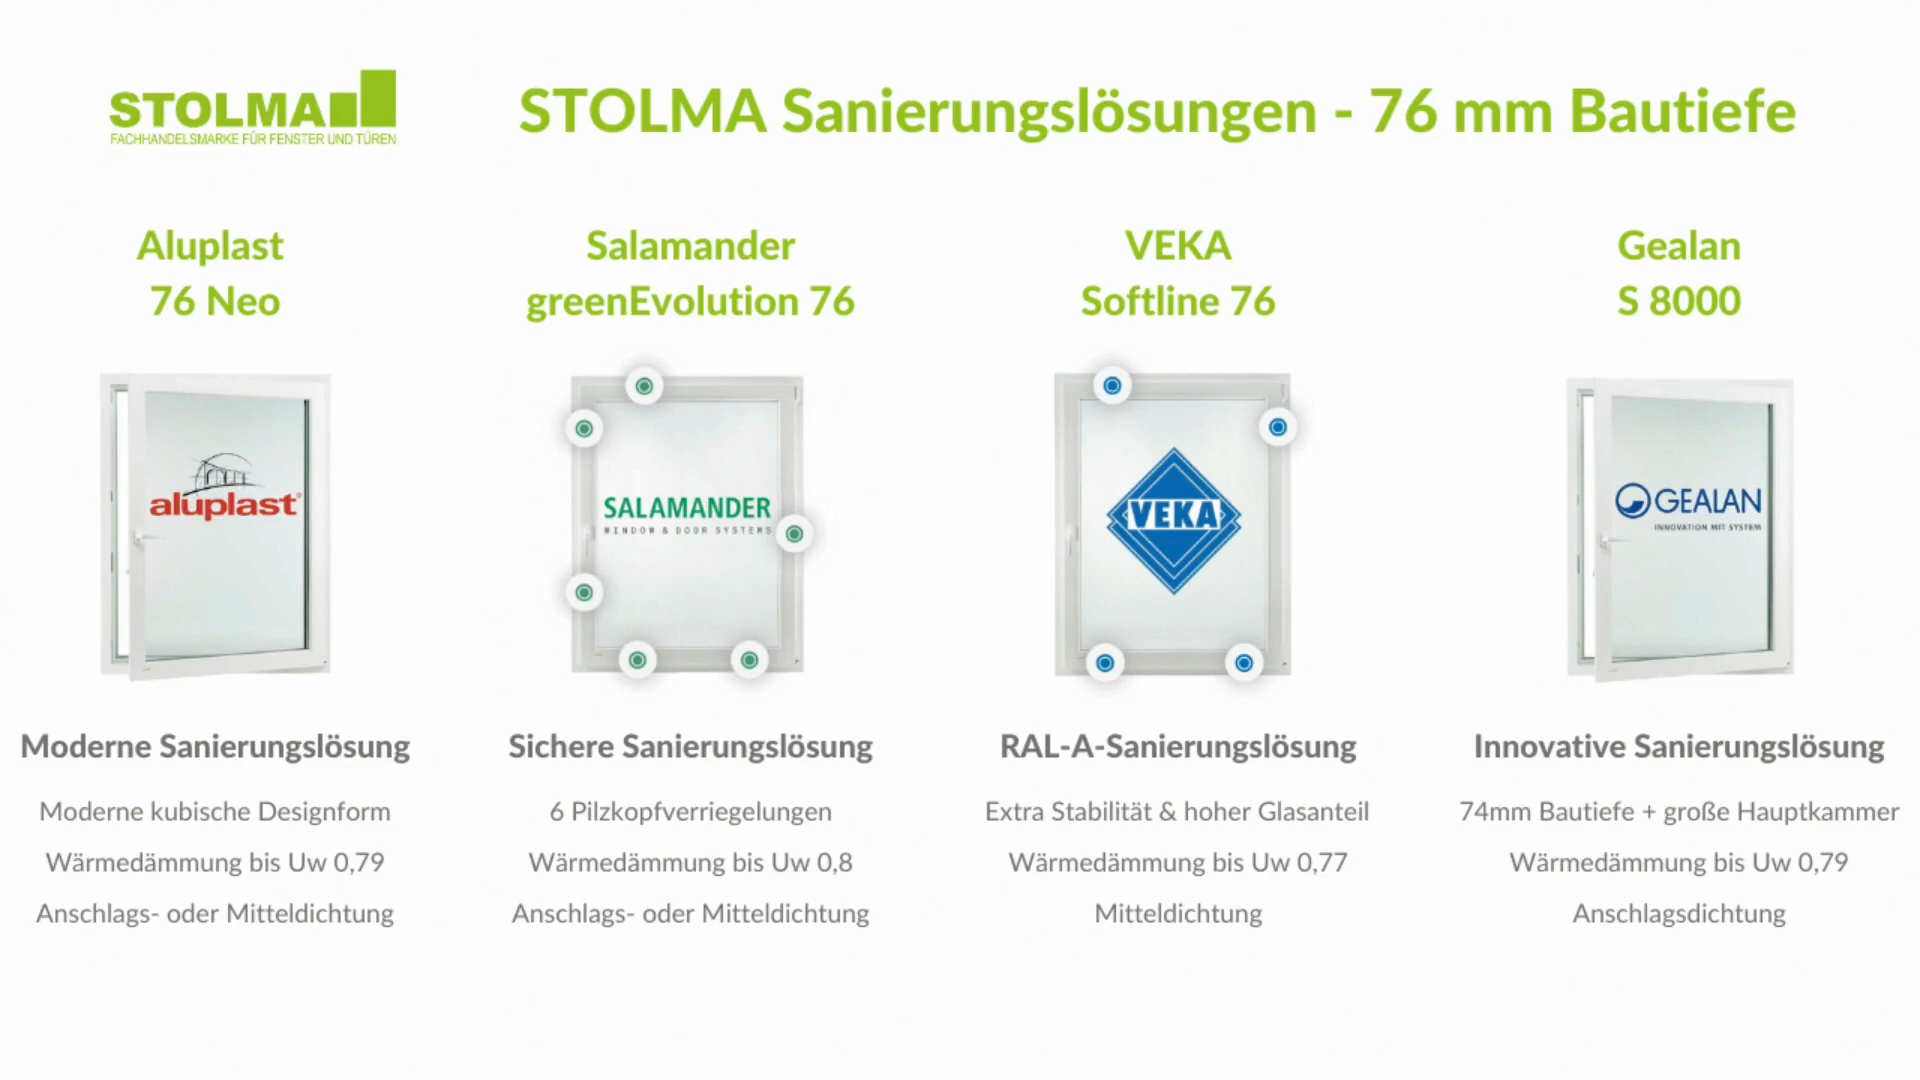 STOLMA
FACHHANDELSMARKE FÜR FENSTER UND TÜREN
STOLMA Sanierungslösungen - 76 mm Bautiefe
Aluplast
76 Neo
aluplast®
Moderne Sanierungslösung
Moderne kubische Designform
Wärmedämmung bis Uw 0,79
Anschlags- oder Mitteldichtung
Salamander
greenEvolution 76
SALAMANDER
WINDOW & DOOR SYSTEMS
Sichere Sanierungslösung
6 Pilzkopfverriegelungen
Wärmedämmung bis Uw 0,8
Anschlags- oder Mitteldichtung
VEKA
Softline 76
VEKA
RAL-A-Sanierungslösung
Extra Stabilität & hoher Glasanteil
Wärmedämmung bis Uw 0,77
Mitteldichtung
Gealan
S 8000
GEALAN
INNOVATION MIT SYSTEM
Innovative Sanierungslösung
74mm Bautiefe + große Hauptkammer
Wärmedämmung bis Uw 0,79
Anschlagsdichtung